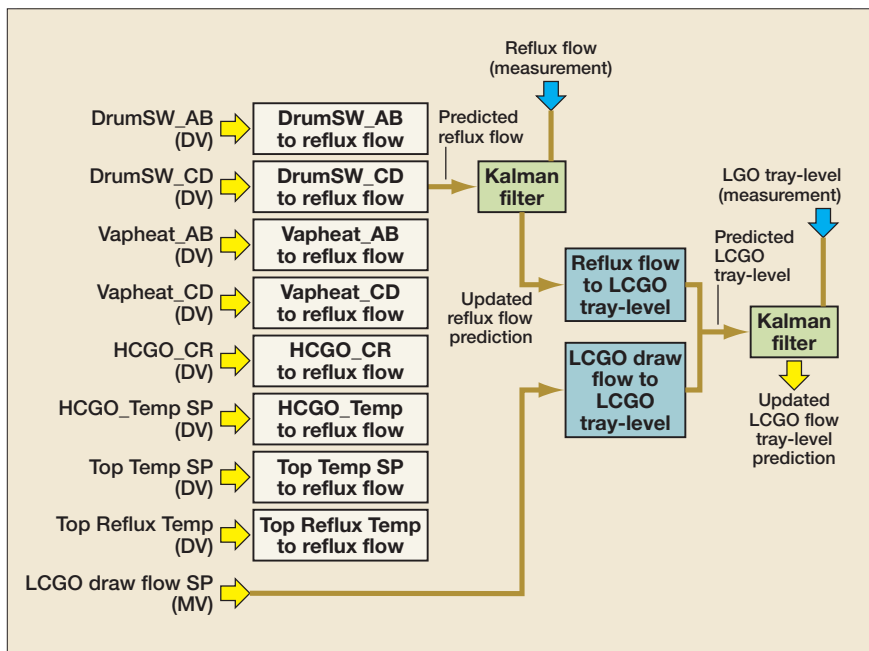 Reflux flow
(measurement)
DrumSW_AB
(DV)
DrumSW_AB
to reflux flow
Predicted
reflux flow
DrumSW_CD
(DV)
DrumSW_CD
to reflux flow
Kalman
filter
LGO tray-level
(measurement)
Vapheat_AB
(DV)
Vapheat_AB
to reflux flow
Predicted
LCGO
tray-level
Reflux flow
to LCGO
tray-level
Vapheat_CD
(DV)
Vapheat_CD
to reflux flow
Updated
reflux flow
prediction
Kalman
filter
HCGO_CR
(DV)
HCGO_CR
to reflux flow
LCGO draw
flow to
LCGO
tray-level
HCGO_Temp SP
(DV)
HCGO_Temp
to reflux flow
Updated
LCGO flow
tray-level
prediction
Top Temp SP
(DV)
Top Temp SP
to reflux flow
Top Reflux Temp
(DV)
Top Reflux Temp
to reflux flow
LCGO draw flow SP
(MV)